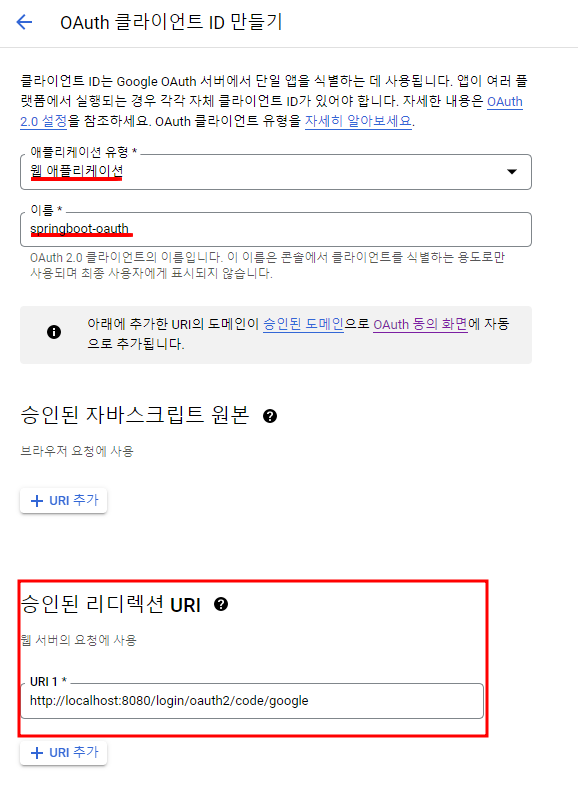 OAuth 클라이언트 ID 만들기
클라이언트 ID는 Google OAuth 서버에서 단일 앱을 식별하는 데 사용됩니다. 앱이 여러 플
랫폼에서 실행되는 경우 각각 자체 클라이언트 ID가 있어야 합니다. 자세한 내용은 OAuth
2.0 설정을 참조하세요. OAuth 클라이언트 유형을 자세히 알아보세요.
애플리케이션 유형 *
웹 애플리케이션
이름 *
springboot-oauth
OAuth 2.0 클라이언트의 이름입니다. 이 이름은 콘솔에서 클라이언트를 식별하는 용도로만
사용되며 최종 사용자에게 표시되지 않습니다.
아래에 추가한 URI의 도메인이 승인된 도메인으로 OAuth 동의 화면에 자동
으로 추가됩니다.
승인된 자바스크립트 원본
브라우저 요청에 사용
URI 추가
승인된 리디렉션 URI
웹 서버의 요청에 사용
URI 1 *
http://localhost:8080/login/oauth2/code/google
URI 추가